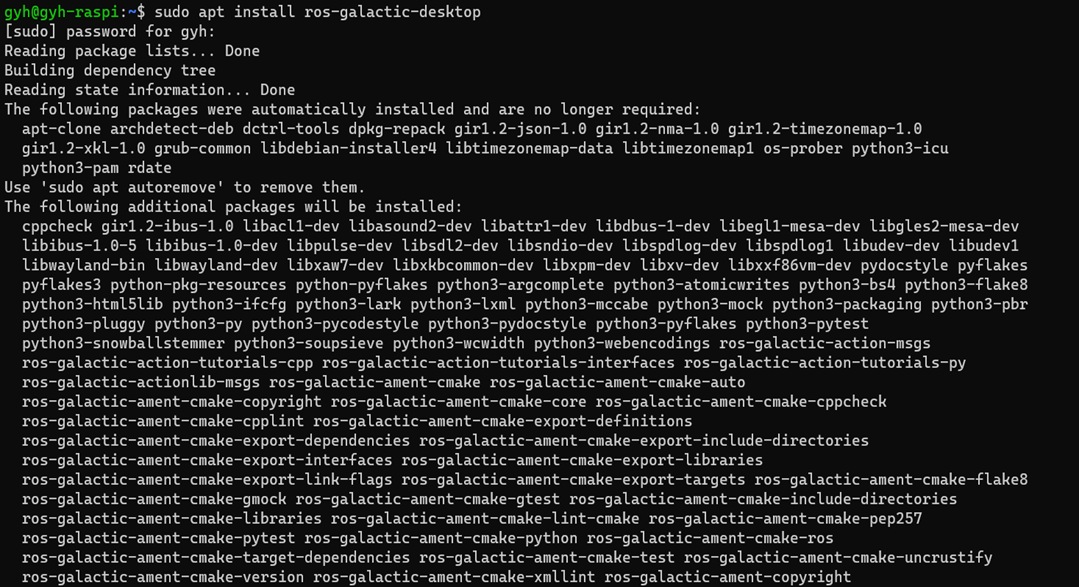 gyh@gyh-raspi:~$ sudo apt install ros-galactic-desktop
[sudo] password for gyh:
Reading package lists... Done
Building dependency tree
Reading state information... Done
The following packages were automatically installed and are no longer required:
  apt-clone archdetect-deb dctrl-tools dpkg-repack gir1.2-json-1.0 gir1.2-nma-1.0 gir1.2-timezonemap-1.0
  gir1.2-xkl-1.0 grub-common libdebian-installer4 libtimezonemap-data libtimezonemap1 os-prober python3-icu
  python3-pam rdate
Use 'sudo apt autoremove' to remove them.
The following additional packages will be installed:
  cppcheck gir1.2-ibus-1.0 libacl1-dev libasound2-dev libattr1-dev libdbus-1-dev libegl1-mesa-dev libgles2-mesa-dev
  libibus-1.0-5 libibus-1.0-dev libpulse-dev libsdl2-dev libsndio-dev libspdlog-dev libspdlog1 libudev-dev libudev1
  libwayland-bin libwayland-dev libxaw7-dev libxkbcommon-dev libxpm-dev libxv-dev libxxf86vm-dev pydocstyle pyflakes
  pyflakes3 python-pkg-resources python-pyflakes python3-argcomplete python3-atomicwrites python3-bs4 python3-flake8
  python3-html5lib python3-ifcfg python3-lark python3-lxml python3-mccabe python3-mock python3-packaging python3-pbr
  python3-pluggy python3-py python3-pycodestyle python3-pydocstyle python3-pyflakes python3-pytest
  python3-snowballstemmer python3-soupsieve python3-wcwidth python3-webencodings ros-galactic-action-msgs
  ros-galactic-action-tutorials-cpp ros-galactic-action-tutorials-interfaces ros-galactic-action-tutorials-py
  ros-galactic-actionlib-msgs ros-galactic-ament-cmake ros-galactic-ament-cmake-auto
  ros-galactic-ament-cmake-copyright ros-galactic-ament-cmake-core ros-galactic-ament-cmake-cppcheck
  ros-galactic-ament-cmake-cpplint ros-galactic-ament-cmake-export-definitions
  ros-galactic-ament-cmake-export-dependencies ros-galactic-ament-cmake-export-include-directories
  ros-galactic-ament-cmake-export-interfaces ros-galactic-ament-cmake-export-libraries
  ros-galactic-ament-cmake-export-link-flags ros-galactic-ament-cmake-export-targets ros-galactic-ament-cmake-flake8
  ros-galactic-ament-cmake-gmock ros-galactic-ament-cmake-gtest ros-galactic-ament-cmake-include-directories
  ros-galactic-ament-cmake-libraries ros-galactic-ament-cmake-lint-cmake ros-galactic-ament-cmake-pep257
  ros-galactic-ament-cmake-pytest ros-galactic-ament-cmake-python ros-galactic-ament-cmake-ros
  ros-galactic-ament-cmake-target-dependencies ros-galactic-ament-cmake-test ros-galactic-ament-cmake-uncrustify
  ros-galactic-ament-cmake-version ros-galactic-ament-cmake-xmllint ros-galactic-ament-copyright